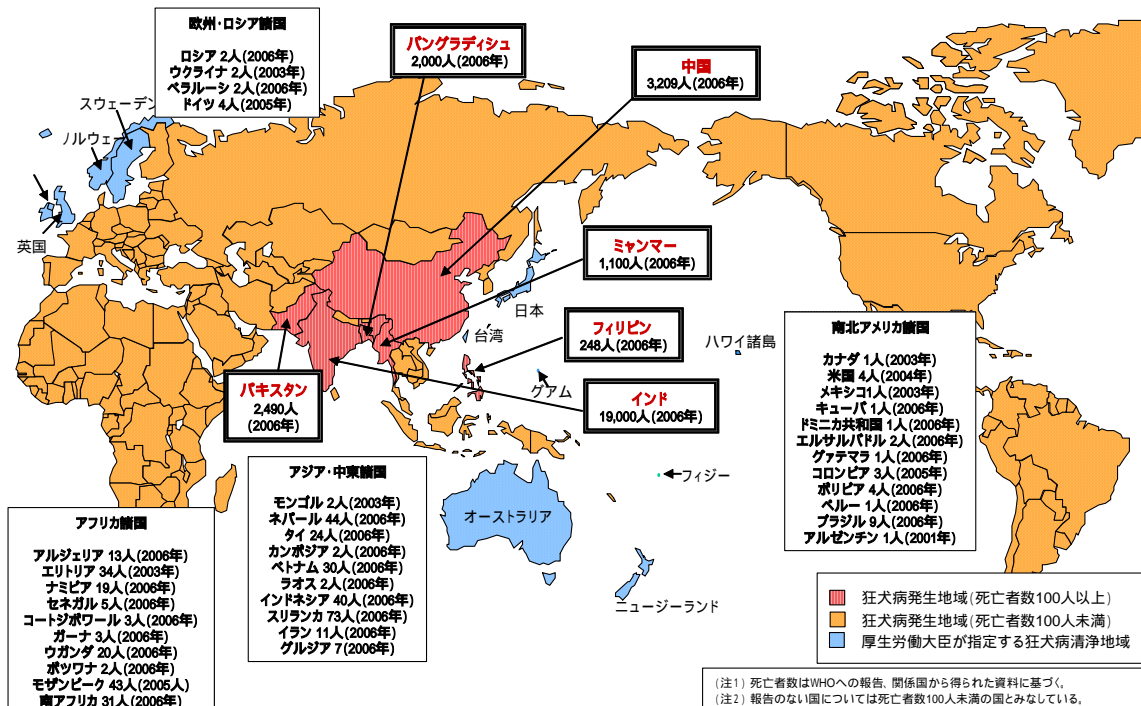 欧州・ロシア諸国
ロシア 2人(2006年)
ウクライナ 2人(2003年)
ベラルーシ 2人(2006年)
ドイツ 4人(2005年)
バングラディシュ
2,000人(2006年)
中国
3,209人(2006年)
スウェーデン
ノルウェー
英国
ミャンマー
1,100人(2006年)
日本
台湾
フィリピン
248人(2006年)
ハワイ諸島
グアム
パキスタン
2,490人
(2006年)
インド
19,000人(2006年)
南北アメリカ諸国
カナダ 1人(2003年)
米国 4人(2004年)
メキシコ1人(2003年)
キューバ 1人(2006年)
ドミニカ共和国 1人(2006年)
エルサルバドル 2人(2006年)
グァテマラ 1人(2006年)
コロンビア 3人(2005年)
ボリビア 4人(2006年)
ペルー 1人(2006年)
ブラジル 9人(2006年)
アルゼンチン 1人(2001年)
アジア・中東諸国
モンゴル 2人(2003年)
ネパール 44人(2006年)
タイ 24人(2006年)
カンボジア 2人(2006年)
ベトナム 30人(2006年)
ラオス 2人(2006年)
インドネシア 40人(2006年)
スリランカ 73人(2006年)
イラン 11人(2006年)
グルジア 7(2006年)
フィジー
オーストラリア
ニュージーランド
アフリカ諸国
アルジェリア 13人(2006年)
エリトリア 34人(2003年)
ナミビア 19人(2006年)
セネガル 5人(2006年)
コートジボワール 3人(2006年)
ガーナ 3人(2006年)
ウガンダ 20人(2006年)
ボツワナ 2人(2006年)
モザンビーク 43人(2005人)
南アフリカ 31人(2006年)
狂犬病発生地域(死亡者数100人以上)
狂犬病発生地域(死亡者数100人未満)
厚生労働大臣が指定する狂犬病清浄地域
(注1) 死亡者数はWHOへの報告、関係国から得られた資料に基づく。
(注2) 報告のない国については死亡者数100人未満の国とみなしている。